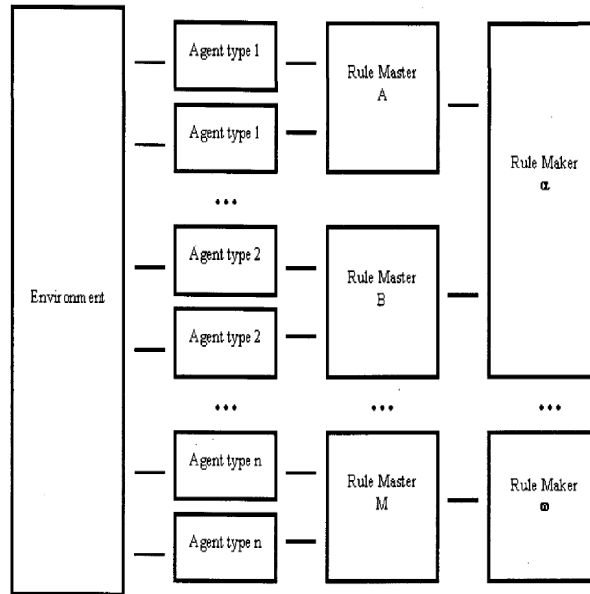 Environment
Agent type 1
Agent type 1
...
Agent type 2
Agent type 2
...
Agent type n
Agent type n
Rule Master
A
Rule Master
B
...
Rule Master
M
Rule Maker
α
...
Rule Maker
ω